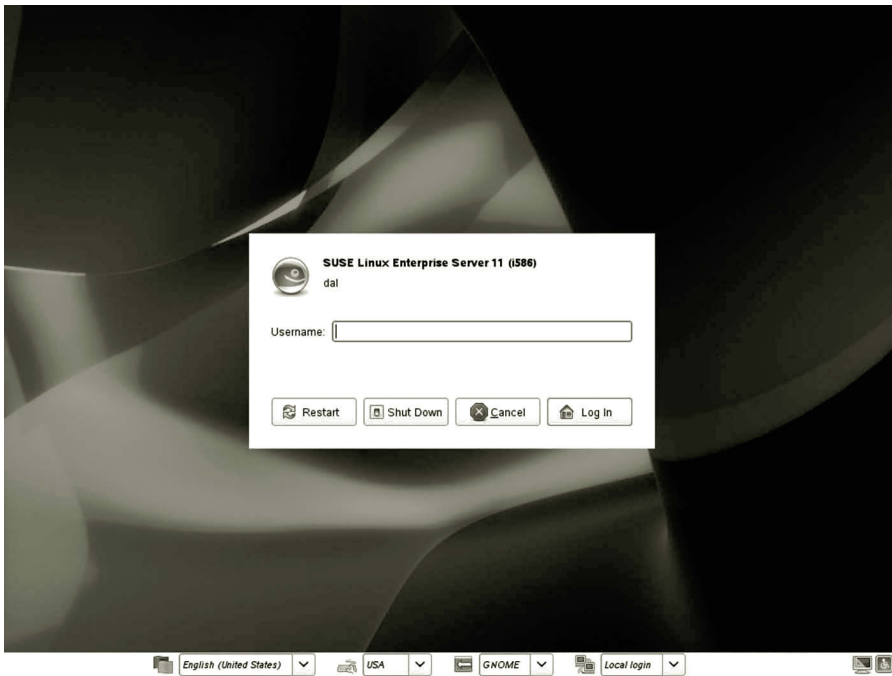 SUSE Linux Enterprise Server 11 (i586)
dal
Username:
Restart Shut Down Cancel Log In
English (United States) USA GNOME Local login